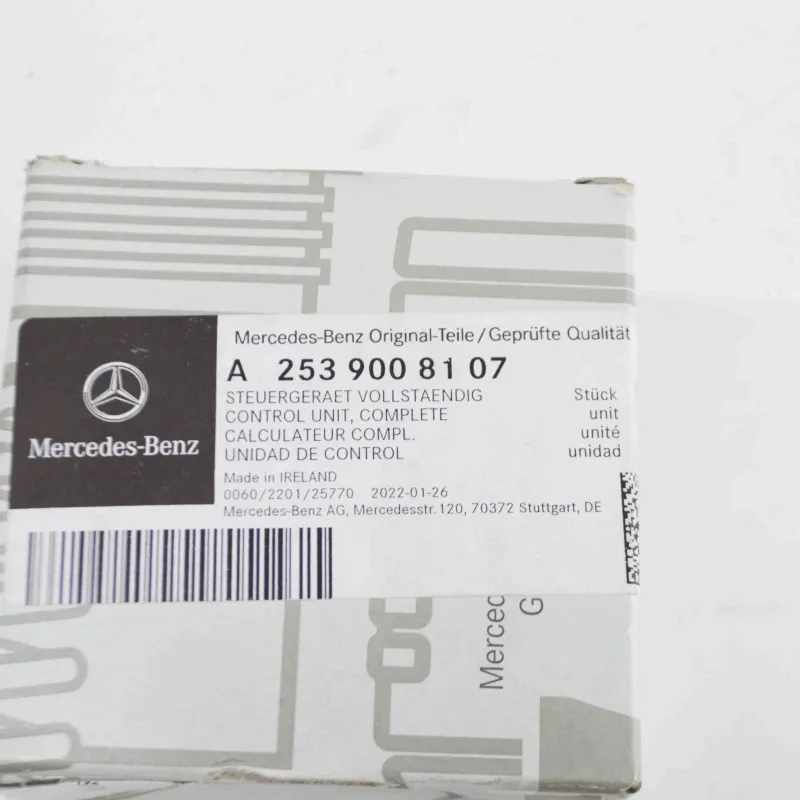 Mercedes-Benz Original-Teile/Geprüfte Qualität
A 253 900 81 07
STEUERGERAET VOLLSTAENDIG Stück
CONTROL UNIT, COMPLETE unit
CALCULATEUR COMPL. unité
UNIDAD DE CONTROL unidad
Mercedes-Benz
Made in IRELAND
0060/2201/25770 2022-01-26
Mercedes-Benz AG, Mercedesstr. 120, 70372 Stuttgart, DE